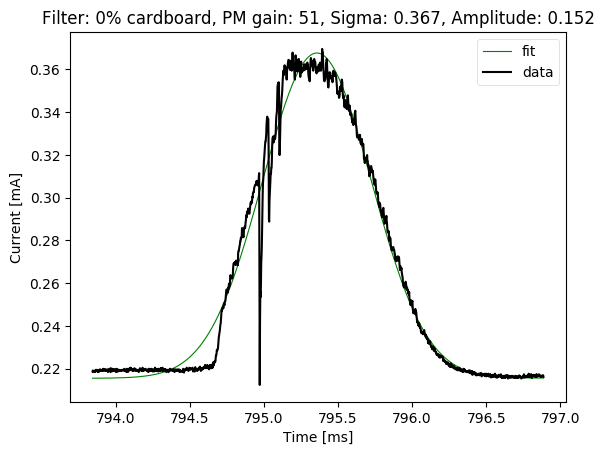 Filter: 0% cardboard, PM gain: 51, Sigma: 0.367, Amplitude: 0.152
fit
data
0.36
0.34
0.32
0.30
0.28
0.26
0.24
0.22
Current [mA]
794.0 794.5 795.0 795.5 796.0 796.5 797.0
Time [ms]